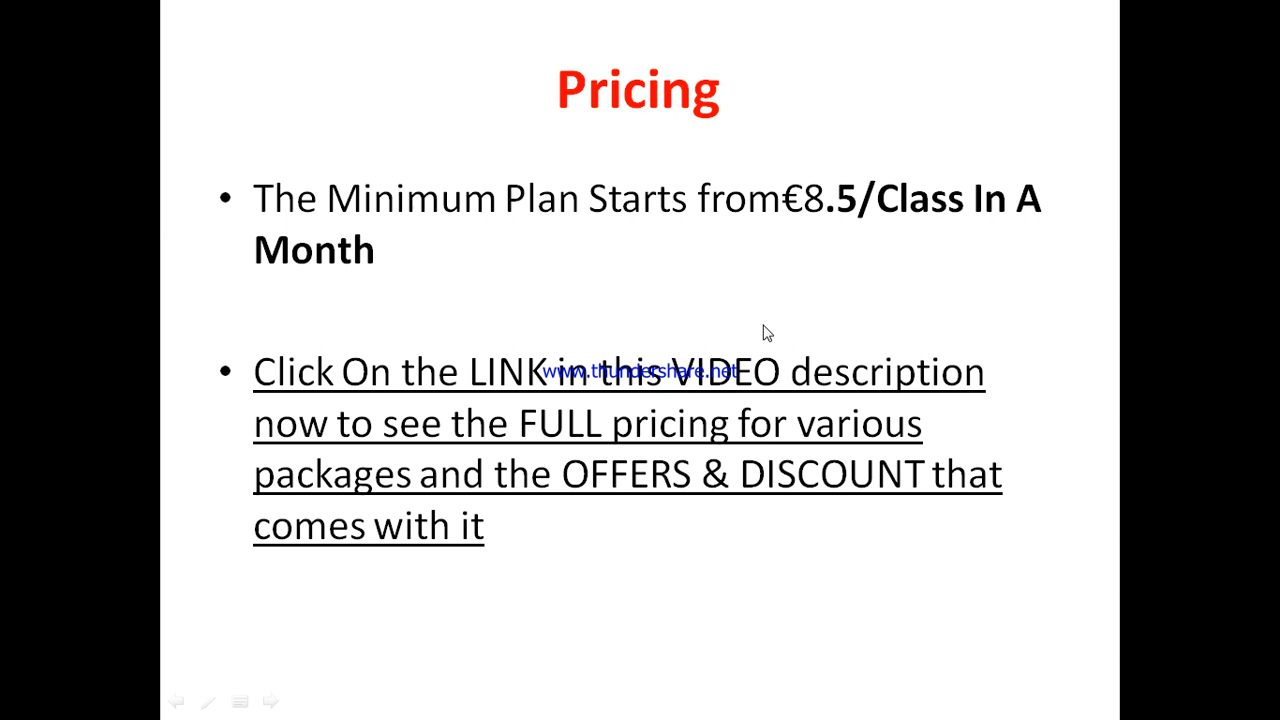 Pricing
• The Minimum Plan Starts from€8.5/Class In A
Month
• Click On the LINK in this VIDEO description
www.thundershare.net
now to see the FULL pricing for various
packages and the OFFERS & DISCOUNT that
comes with it